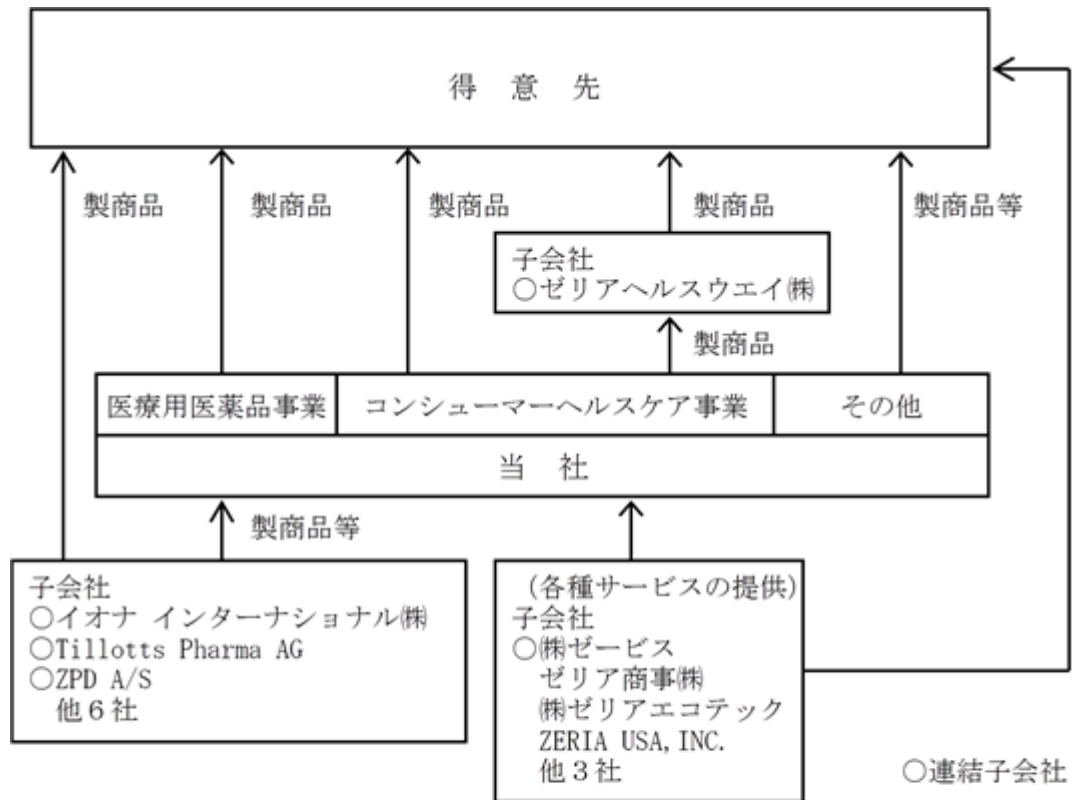 得 意 先
製商品
製商品
製商品
製商品
製商品等
子会社
○ゼリアヘルスウエイ㈱
製商品
医療用医薬品事業
コンシューマーヘルスケア事業
その他
当 社
製商品等
子会社
○イオナ インターナショナル㈱
○Tillotts Pharma AG
○ZPD A/S
他６社
(各種サービスの提供)
子会社
○㈱ゼービス
ゼリア商事㈱
㈱ゼリアエコテック
ZERIA USA,INC.
他３社
○連結子会社